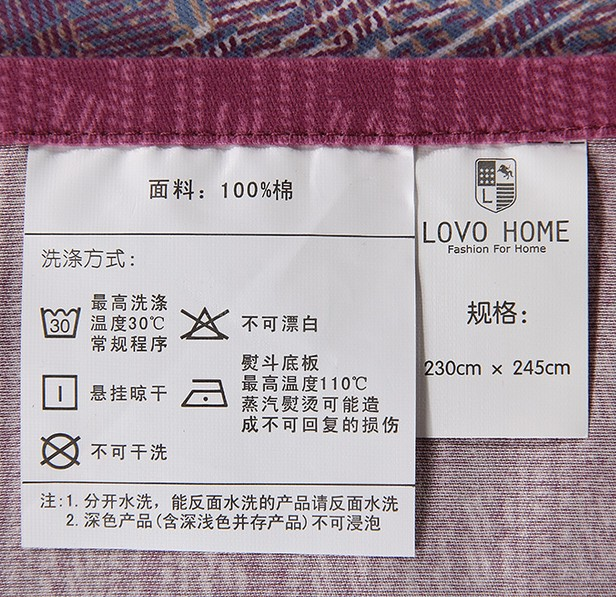 面料：100%棉
洗涤方式：
30
最高洗涤
温度30℃
常规程序
不可漂白
悬挂晾干
熨斗底板
最高温度110℃
蒸汽熨烫可能造
成不可回复的损伤
不可干洗
注：1. 分开水洗，能反面水洗的产品请反面水洗
2. 深色产品(含深浅色并存产品)不可浸泡
L
LOVO HOME
Fashion For Home
规格：
230cm × 245cm